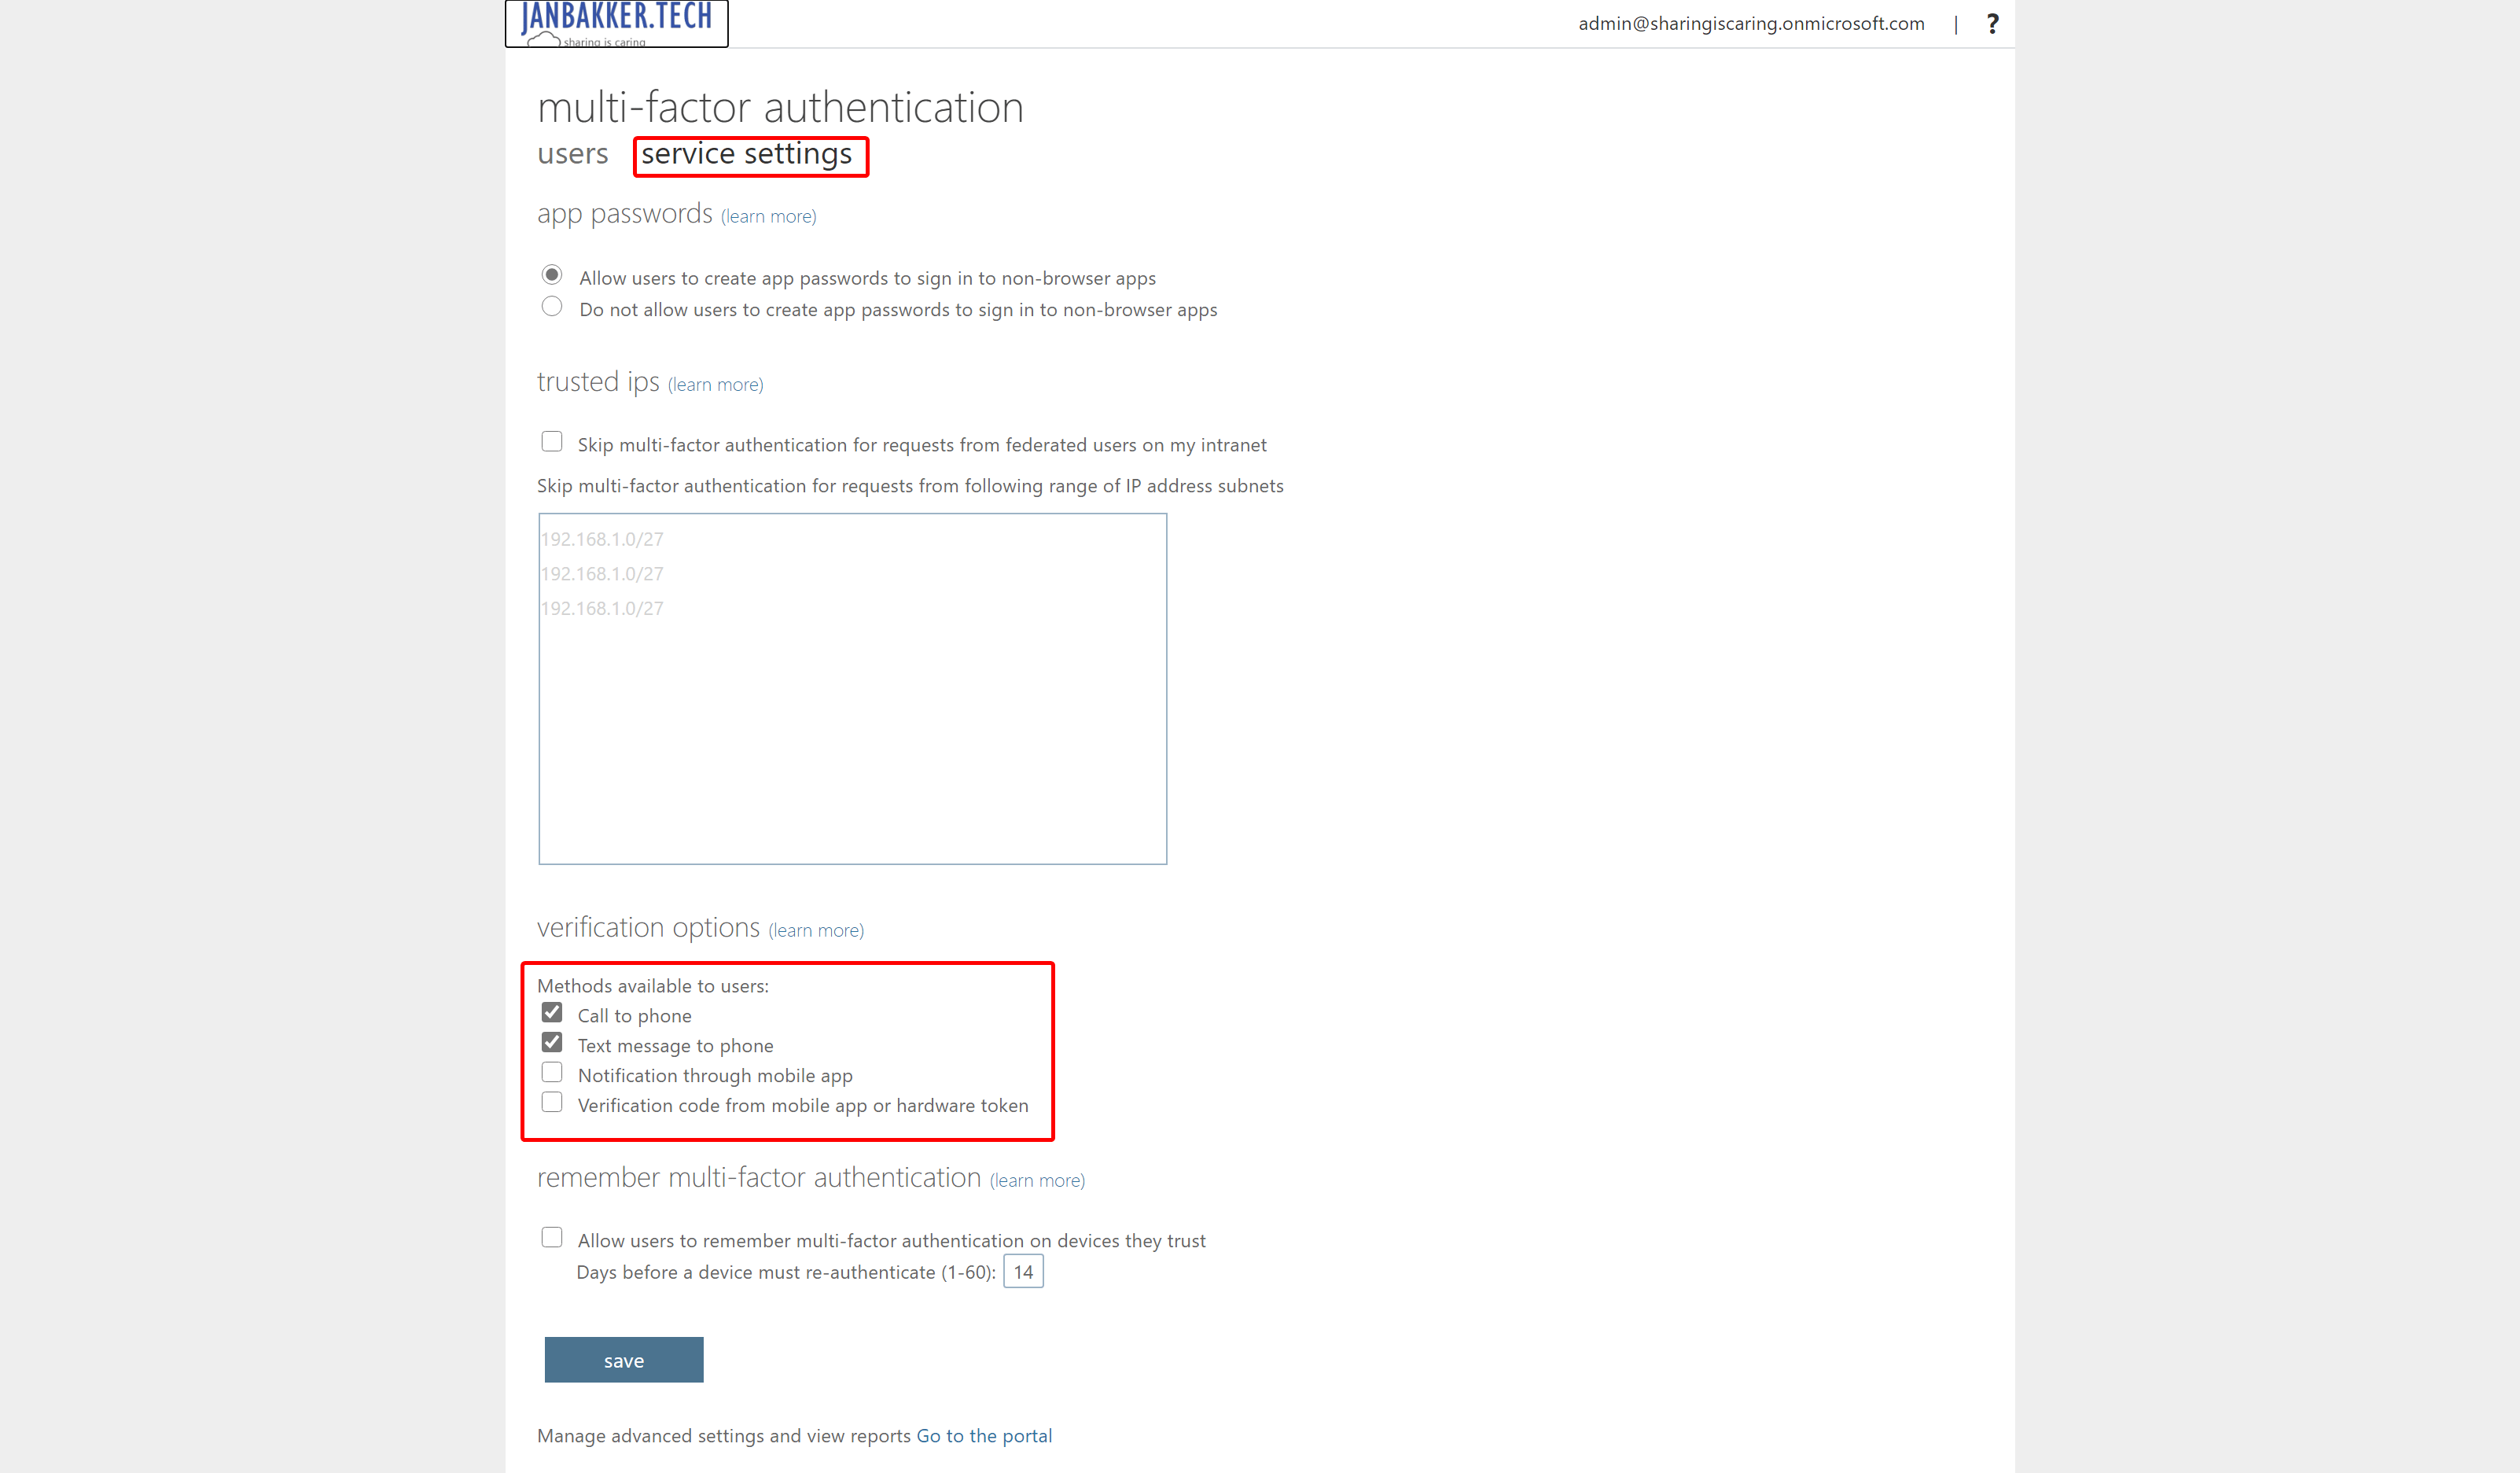 JANBAKKER.TECH
sharing is caring
admin@sharingiscaring.onmicrosoft.com | ?
multi-factor authentication
users service settings
app passwords (learn more)
Allow users to create app passwords to sign in to non-browser apps
Do not allow users to create app passwords to sign in to non-browser apps
trusted ips (learn more)
Skip multi-factor authentication for requests from federated users on my intranet
Skip multi-factor authentication for requests from following range of IP address subnets
192.168.1.0/27
192.168.1.0/27
192.168.1.0/27
verification options (learn more)
Methods available to users:
Call to phone
Text message to phone
Notification through mobile app
Verification code from mobile app or hardware token
remember multi-factor authentication (learn more)
Allow users to remember multi-factor authentication on devices they trust
Days before a device must re-authenticate (1-60): 14
save
Manage advanced settings and view reports Go to the portal